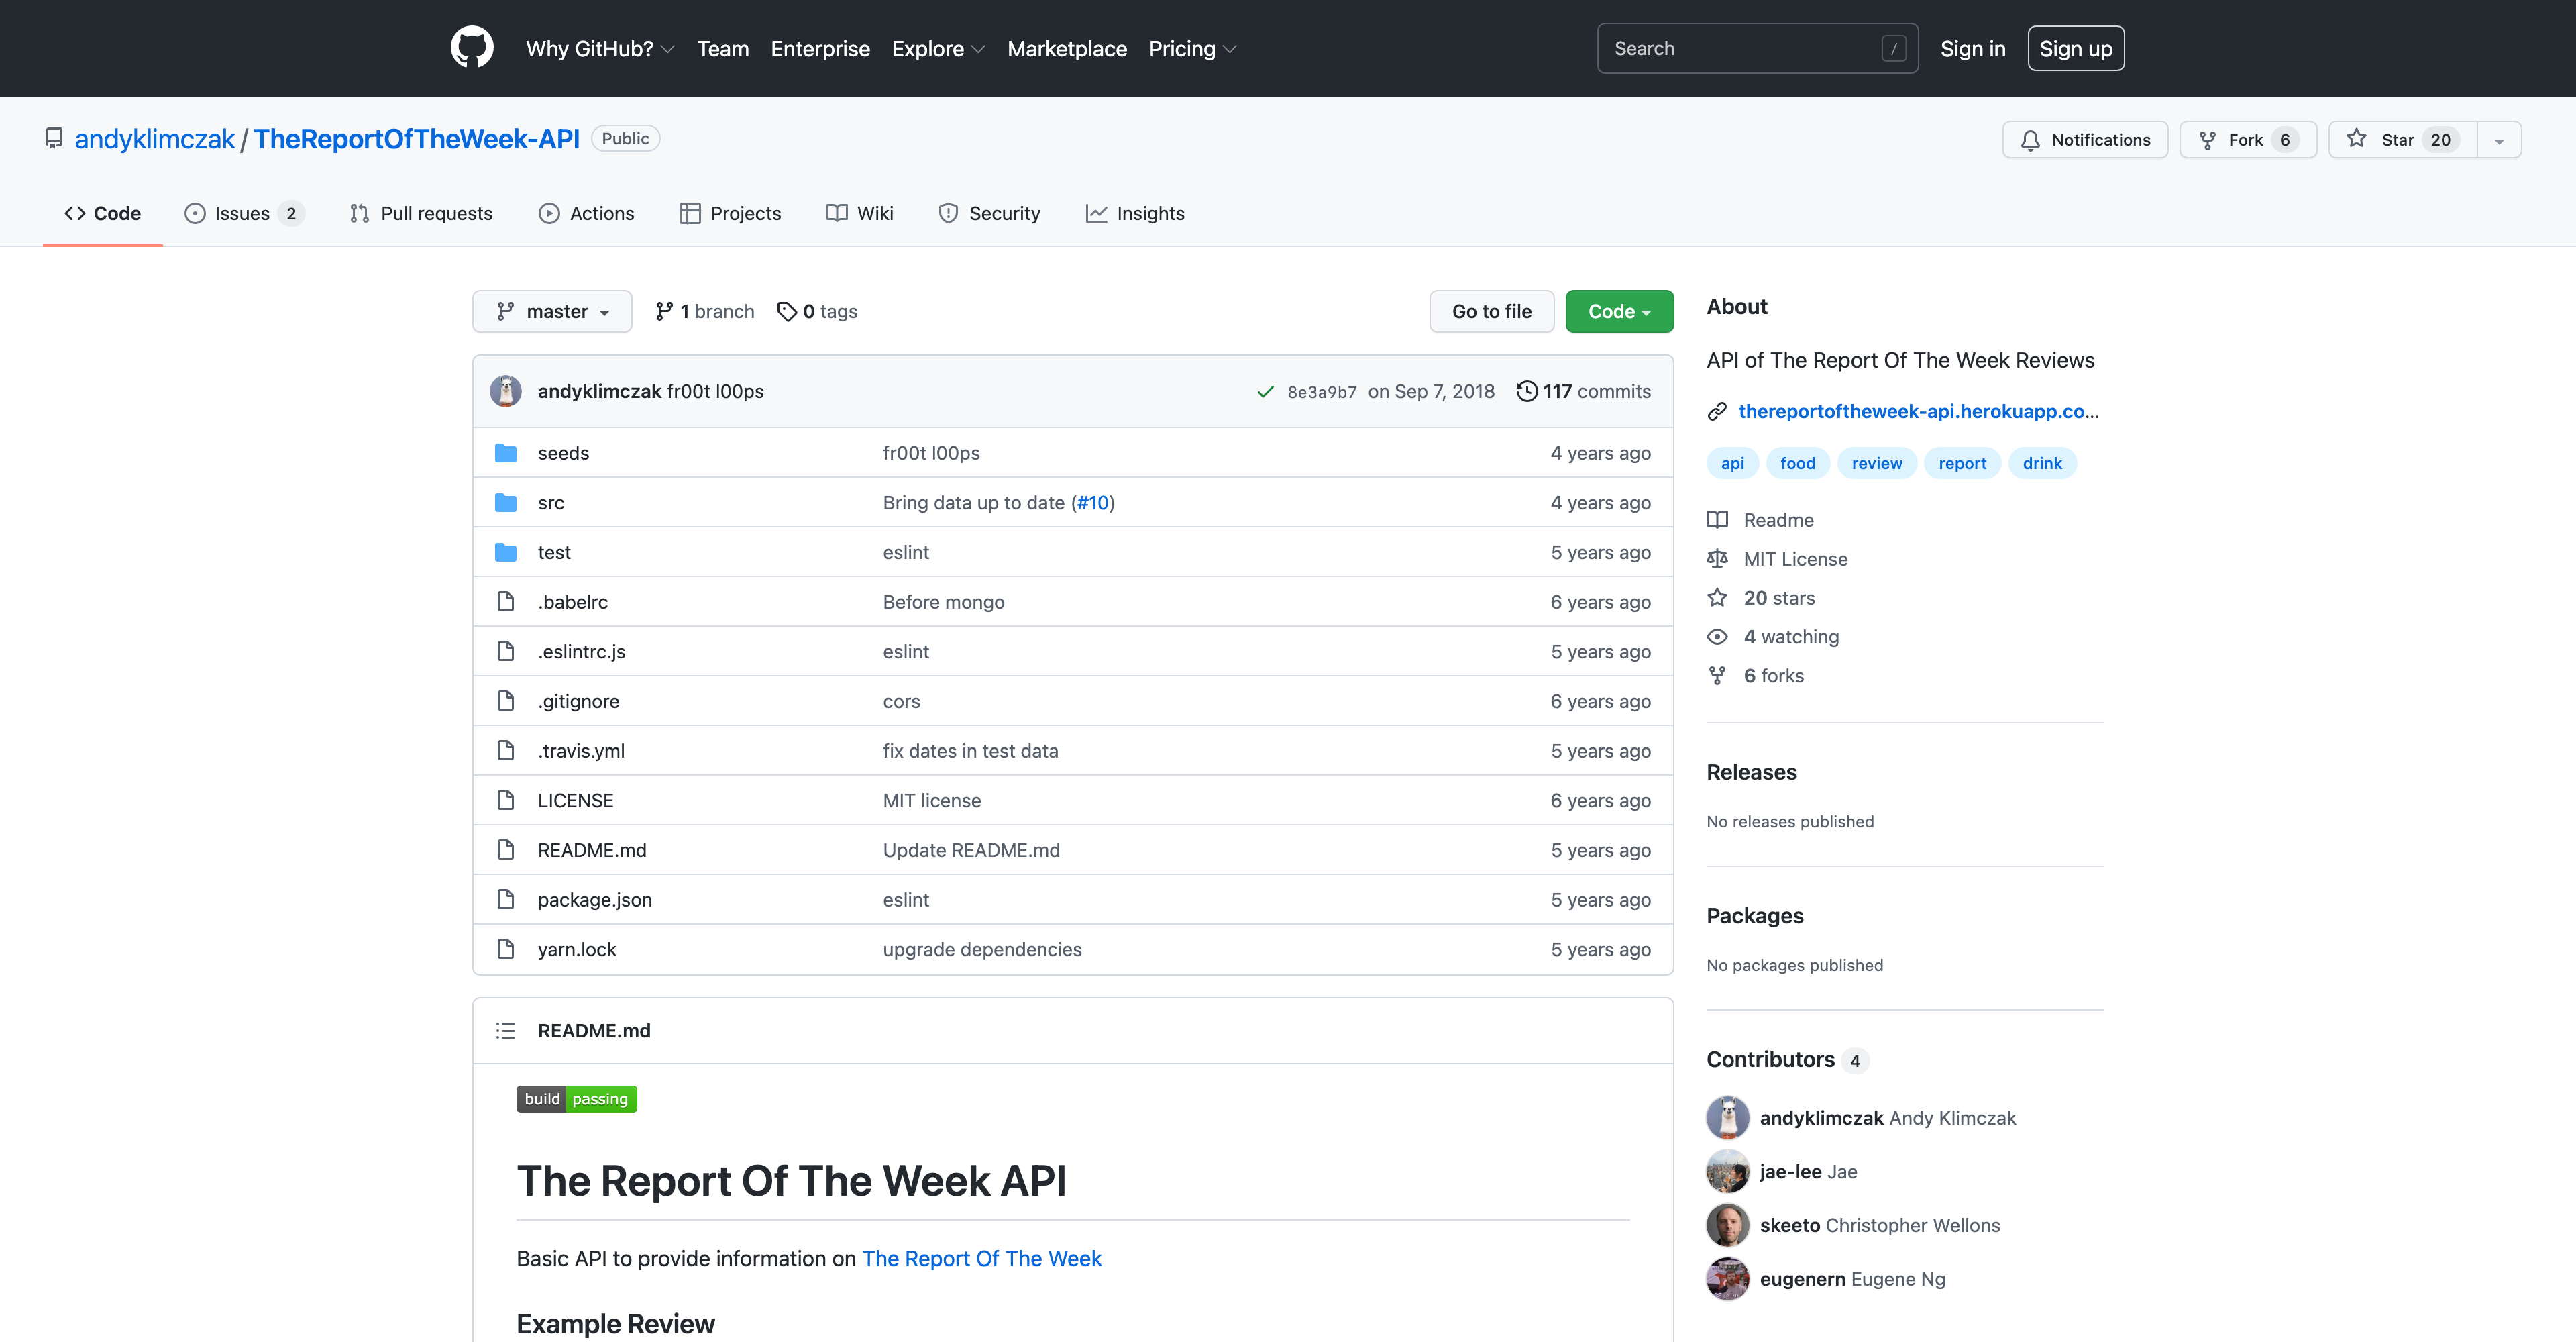 Why GitHub? Team Enterprise Explore Marketplace Pricing Search / Sign in Sign up
andyklimczak / TheReportOfTheWeek-API Public Notifications Fork 6 Star 20
Code Issues 2 Pull requests Actions Projects Wiki Security Insights
master 1 branch 0 tags Go to file Code
andyklimczak fr00t l00ps 8e3a9b7 on Sep 7, 2018 117 commits
seeds fr00t l00ps 4 years ago
src Bring data up to date (#10) 4 years ago
test eslint 5 years ago
.babelrc Before mongo 6 years ago
.eslintrc.js eslint 5 years ago
.gitignore cors 6 years ago
.travis.yml fix dates in test data 5 years ago
LICENSE MIT license 6 years ago
README.md Update README.md 5 years ago
package.json eslint 5 years ago
yarn.lock upgrade dependencies 5 years ago
README.md
build passing
The Report Of The Week API
Basic API to provide information on The Report Of The Week
Example Review
About
API of The Report Of The Week Reviews
thereportoftheweek-api.herokuapp.co...
api food review report drink
Readme
MIT License
20 stars
4 watching
6 forks
Releases
No releases published
Packages
No packages published
Contributors 4
andyklimczak Andy Klimczak
jae-lee Jae
skeeto Christopher Wellons
eugenern Eugene Ng